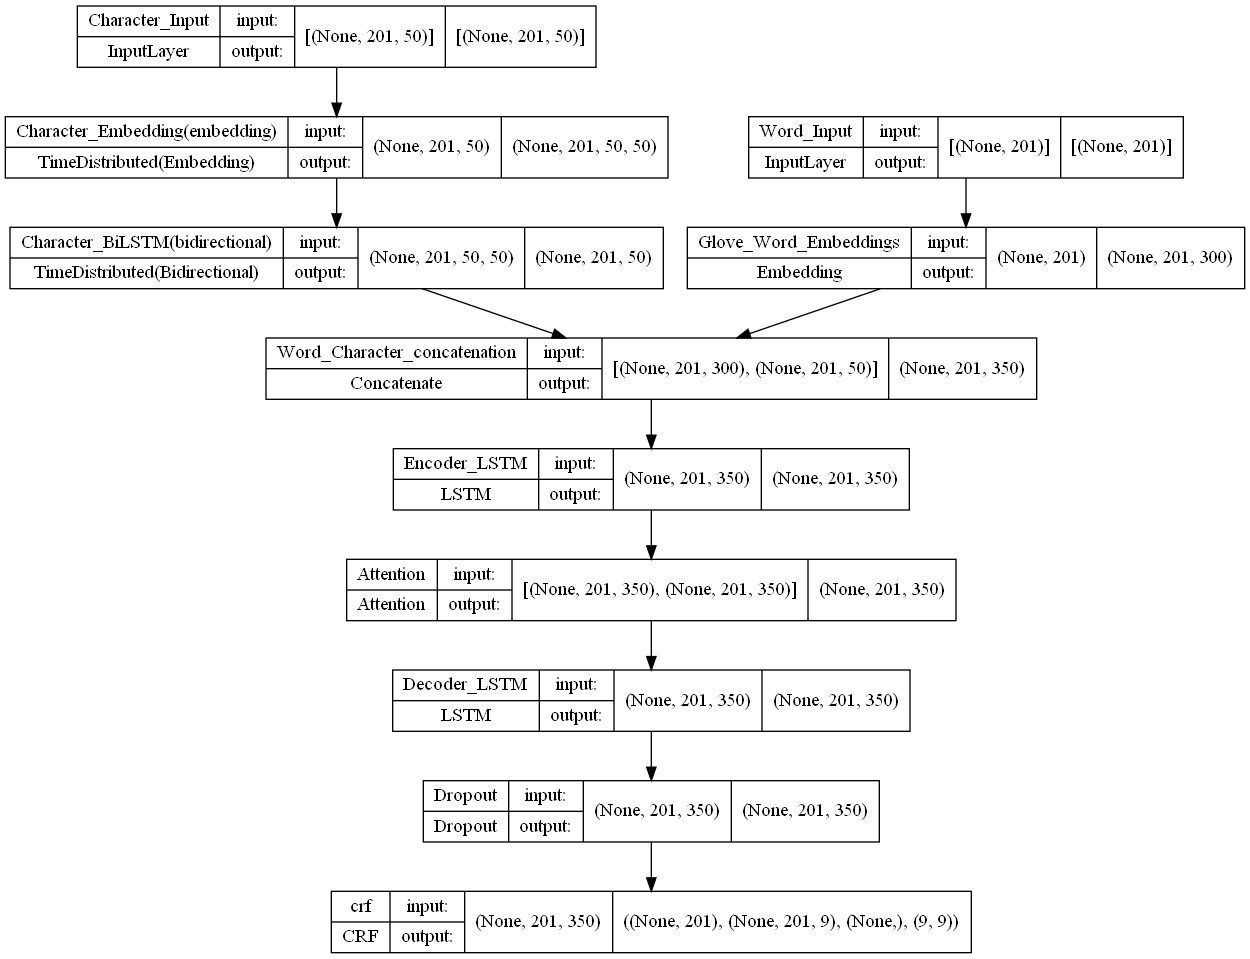 Character_Input
input:
[(None, 201, 50)]
[(None, 201, 50)]
InputLayer
output:
Character_Embedding(embedding)
input:
(None, 201, 50)
(None, 201, 50, 50)
TimeDistributed(Embedding)
output:
Word_Input
input:
[(None, 201)]
[(None, 201)]
InputLayer
output:
Character_BiLSTM(bidirectional)
input:
(None, 201, 50, 50)
(None, 201, 50)
TimeDistributed(Bidirectional)
output:
Glove_Word_Embeddings
input:
(None, 201)
(None, 201, 300)
Embedding
output:
Word_Character_concatenation
input:
[(None, 201, 300), (None, 201, 50)]
(None, 201, 350)
Concatenate
output:
Encoder_LSTM
input:
(None, 201, 350)
(None, 201, 350)
LSTM
output:
Attention
input:
[(None, 201, 350), (None, 201, 350)]
(None, 201, 350)
Attention
output:
Decoder_LSTM
input:
(None, 201, 350)
(None, 201, 350)
LSTM
output:
Dropout
input:
(None, 201, 350)
(None, 201, 350)
Dropout
output:
crf
input:
(None, 201, 350)
((None, 201), (None, 201, 9), (None,), (9, 9))
CRF
output: